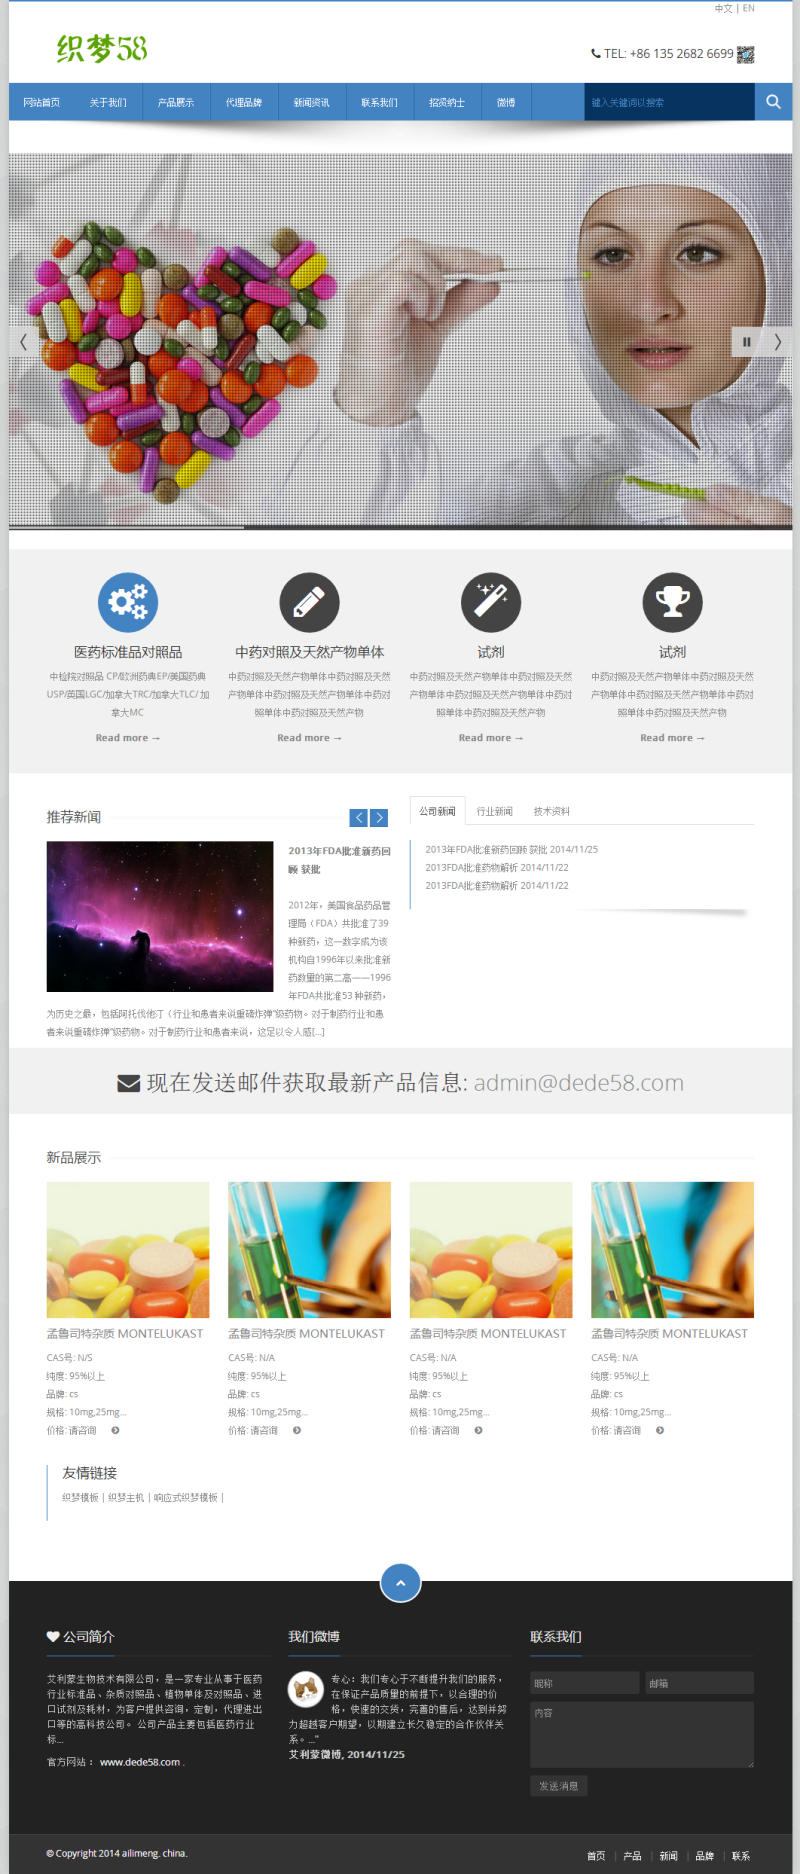 中文 | EN
织梦58
TEL: +86 135 2682 6699
网站首页 关于我们 产品展示 代理品牌 新闻资讯 联系我们 招贤纳士 微博 键入关键词以搜索
医药标准品对照品
中检院对照品 CP/欧洲药典EP/美国药典
USP/英国LGC/加拿大TRC/加拿大TLC/ 加
拿大MC
Read more →
中药对照及天然产物单体
中药对照及天然产物单体中药对照及天然
产物单体中药对照及天然产物单体中药对
照单体中药对照及天然产物
Read more →
试剂
中药对照及天然产物单体中药对照及天然
产物单体中药对照及天然产物单体中药对
照单体中药对照及天然产物
Read more →
试剂
中药对照及天然产物单体中药对照及天然
产物单体中药对照及天然产物单体中药对
照单体中药对照及天然产物
Read more →
推荐新闻
2013年FDA批准新药回
顾 获批
2012年，美国食品药品管
理局（FDA）共批准了39
种新药，这一数字成为该
机构自1996年以来批准新
药数量的第二高——1996
年FDA共批准53 种新药，
为历史之最，包括阿托伐他汀（ 行业和患者来说重磅炸弹”级药物。对于制药行业和患
者来说重磅炸弹”级药物。对于制药行业和患者来说，这足以令人感[...]
公司新闻 行业新闻 技术资料
2013年FDA批准新药回顾 获批 2014/11/25
2013FDA批准药物解析 2014/11/22
2013FDA批准药物解析 2014/11/22
现在发送邮件获取最新产品信息: admin@dede58.com
新品展示
孟鲁司特杂质 MONTELUKAST
CAS号: N/S
纯度: 95%以上
品牌: cs
规格: 10mg,25mg...
价格: 请咨询
孟鲁司特杂质 MONTELUKAST
CAS号: N/A
纯度: 95%以上
品牌: cs
规格: 10mg,25mg...
价格: 请咨询
孟鲁司特杂质 MONTELUKAST
CAS号: N/A
纯度: 95%以上
品牌: cs
规格: 10mg,25mg...
价格: 请咨询
孟鲁司特杂质 MONTELUKAST
CAS号: N/A
纯度: 95%以上
品牌: cs
规格: 10mg,25mg...
价格: 请咨询
友情链接
织梦模板 | 织梦主机 | 响应式织梦模板 |
公司简介
艾利蒙生物技术有限公司，是一家专业从事于医药
行业标准品、杂质对照品、植物单体及对照品、进
口试剂及耗材，为客户提供咨询，定制，代理进出
口等的高科技公司。 公司产品主要包括医药行业
标...
官方网站 ： www.dede58.com .
我们微博
专心：我们专心于不断提升我们的服务，
在保证产品质量的前提下，以合理的价
格，快速的交货，完善的售后，达到并努
力超越客户期望，以期建立长久稳定的合作伙伴关
系。..."
艾利蒙微博, 2014/11/25
联系我们
昵称 邮箱
内容
发送消息
© Copyright 2014 ailimeng. china.
首页 | 产品 | 新闻 | 品牌 | 联系